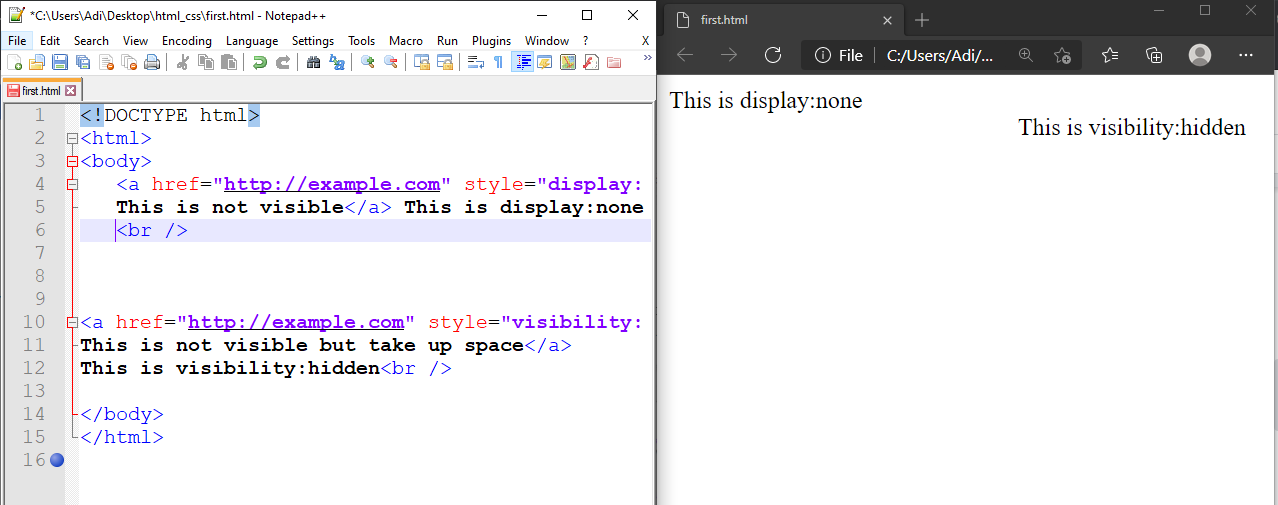 *C:\Users\Adi\Desktop\html_css\first.html - Notepad++
File Edit Search View Encoding Language Settings Tools Macro Run Plugins Window ? X
first.html
1 <!DOCTYPE html>
2 <html>
3 <body>
4 <a href="http://example.com" style="display:
5 This is not visible</a> This is display:none
6 <br />
7
8
9
10 <a href="http://example.com" style="visibility:
11 This is not visible but take up space</a>
12 This is visibility:hidden<br />
13
14 </body>
15 </html>
16
first.html
File C:/Users/Adi/...
This is display:none
This is visibility:hidden